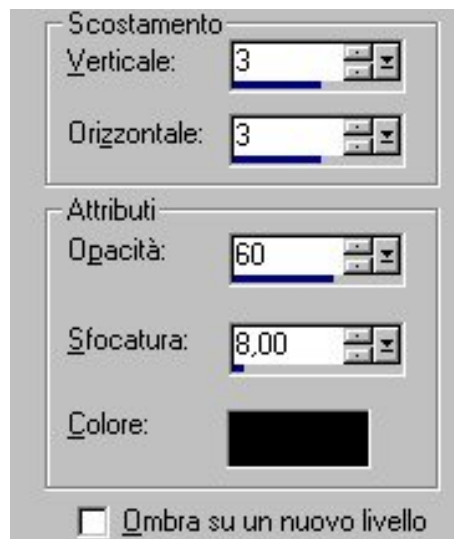 Scostamento
Verticale: 3
Orizzontale: 3
Attributi
Opacità: 60
Sfocatura: 8,00
Colore:
Ombra su un nuovo livello